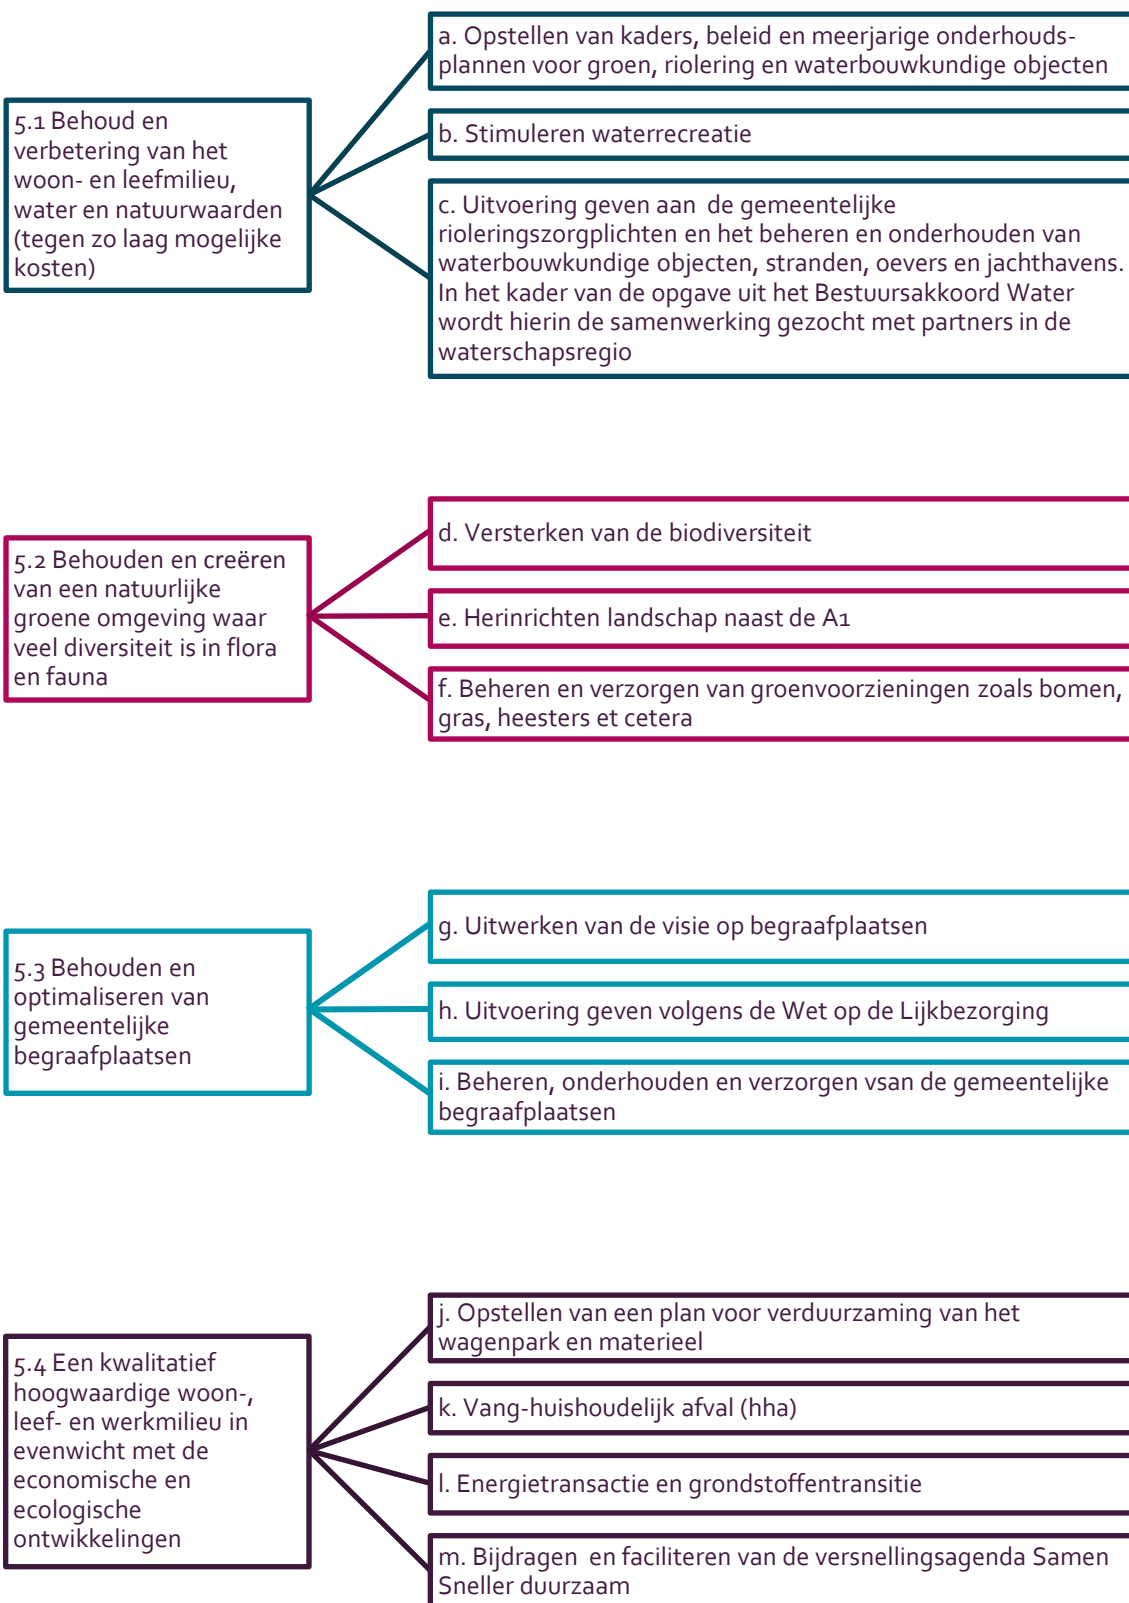 5.1 Behoud en
verbetering van het
woon- en leefmilieu,
water en natuurwaarden
(tegen zo laag mogelijke
kosten)
a. Opstellen van kaders, beleid en meerjarige onderhouds-
plannen voor groen, riolering en waterbouwkundige objecten
b. Stimuleren waterrecreatie
c. Uitvoering geven aan de gemeentelijke
rioleringszorgplichten en het beheren en onderhouden van
waterbouwkundige objecten, stranden, oevers en jachthavens.
In het kader van de opgave uit het Bestuursakkoord Water
wordt hierin de samenwerking gezocht met partners in de
waterschapsregio
5.2 Behouden en creëren
van een natuurlijke
groene omgeving waar
veel diversiteit is in flora
en fauna
d. Versterken van de biodiversiteit
e. Herinrichten landschap naast de A1
f. Beheren en verzorgen van groenvoorzieningen zoals bomen,
gras, heesters et cetera
5.3 Behouden en
optimaliseren van
gemeentelijke
begraafplaatsen
g. Uitwerken van de visie op begraafplaatsen
h. Uitvoering geven volgens de Wet op de Lijkbezorging
i. Beheren, onderhouden en verzorgen vsan de gemeentelijke
begraafplaatsen
5.4 Een kwalitatief
hoogwaardige woon-,
leef- en werkmilieu in
evenwicht met de
economische en
ecologische
ontwikkelingen
j. Opstellen van een plan voor verduurzaming van het
wagenpark en materieel
k. Vang-huishoudelijk afval (hha)
l. Energietransactie en grondstoffentransitie
m. Bijdragen en faciliteren van de versnellingsagenda Samen
Sneller duurzaam